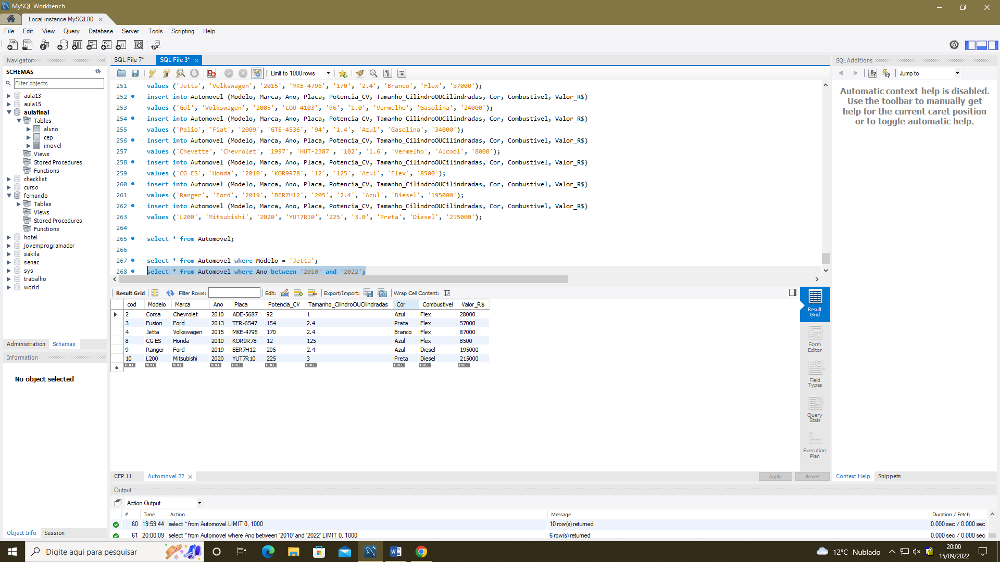 MySQL Workbench
Local instance MySQL80
File Edit View Query Database Server Tools Scripting Help
Navigator
SCHEMAS
Filter objects
aula13
aula15
aulafinal
Tables
aluno
cep
imovel
Views
Stored Procedures
Functions
checklist
curso
fernando
Tables
Views
Stored Procedures
Functions
hotel
jovemprogramador
sakila
senac
sys
trabalho
world
Administration Schemas
Information
No object selected
Object Info Session
SQL File 7* SQL File 3*
Limit to 1000 rows
251 values ('Jetta', 'Volkswagen', '2015', 'MKE-4796', '170', '2.4', 'Branco', 'Flex', '87000');
252 insert into Automovel (Modelo, Marca, Ano, Placa, Potencia_CV, Tamanho_CilindroOUCilindradas, Cor, Combustivel, Valor_R$)
253 values ('Gol', 'Volkswagen', '2005', 'LOU-4103', '96', '1.0', 'Vermelho', 'Gasolina', '24000');
254 insert into Automovel (Modelo, Marca, Ano, Placa, Potencia_CV, Tamanho_CilindroOUCilindradas, Cor, Combustivel, Valor_R$)
255 values ('Palio', 'Fiat', '2009', 'GTE-4536', '94', '1.4', 'Azul', 'Gasolina', '34000');
256 insert into Automovel (Modelo, Marca, Ano, Placa, Potencia_CV, Tamanho_CilindroOUCilindradas, Cor, Combustivel, Valor_R$)
257 values ('Chevette', 'Chevrolet', '1997', 'HUT-2387', '102', '1.6', 'Vermelho', 'Alcool', '8000');
258 insert into Automovel (Modelo, Marca, Ano, Placa, Potencia_CV, Tamanho_CilindroOUCilindradas, Cor, Combustivel, Valor_R$)
259 values ('CG ES', 'Honda', '2010', 'KOR9R78', '12', '125', 'Azul', 'Flex', '8500');
260 insert into Automovel (Modelo, Marca, Ano, Placa, Potencia_CV, Tamanho_CilindroOUCilindradas, Cor, Combustivel, Valor_R$)
261 values ('Ranger', 'Ford', '2019', 'BER7H12', '205', '2.4', 'Azul', 'Diesel', '195000');
262 insert into Automovel (Modelo, Marca, Ano, Placa, Potencia_CV, Tamanho_CilindroOUCilindradas, Cor, Combustivel, Valor_R$)
263 values ('L200', 'Mitsubishi', '2020', 'YUT7R10', '225', '3.0', 'Preta', 'Diesel', '215000');
264
265 select * from Automovel;
266
267 select * from Automovel where Modelo = 'Jetta';
268 select * from Automovel where Ano between '2010' and '2022';
Result Grid Filter Rows: Edit: Export/Import: Wrap Cell Content:
cod Modelo Marca Ano Placa Potencia_CV Tamanho_CilindroOUCilindradas Cor Combustivel Valor_R$
2 Corsa Chevrolet 2010 ADE-5687 92 1 Azul Flex 28000
3 Fusion Ford 2013 TER-6547 154 2.4 Prata Flex 57000
4 Jetta Volkswagen 2015 MKE-4796 170 2.4 Branco Flex 87000
8 CG ES Honda 2010 KOR9R78 12 125 Azul Flex 8500
9 Ranger Ford 2019 BER7H12 205 2.4 Azul Diesel 195000
10 L200 Mitsubishi 2020 YUT7R10 225 3 Preta Diesel 215000
NULL NULL NULL NULL NULL NULL NULL NULL NULL NULL
Result
Grid
Form
Editor
Field
Types
Query
Stats
Execution
Plan
CEP 11 Automovel 22 Apply Revert
Output
Action Output
# Time Action Message Duration / Fetch
60 19:59:44 select * from Automovel LIMIT 0, 1000 10 row(s) returned 0.000 sec / 0.000 sec
61 20:00:09 select * from Automovel where Ano between '2010' and '2022' LIMIT 0, 1000 6 row(s) returned 0.000 sec / 0.000 sec
SQLAdditions
Jump to
Automatic context help is disabled.
Use the toolbar to manually get
help for the current caret position
or to toggle automatic help.
Context Help Snippets
Digite aqui para pesquisar
12°C Nublado
20:00
15/09/2022